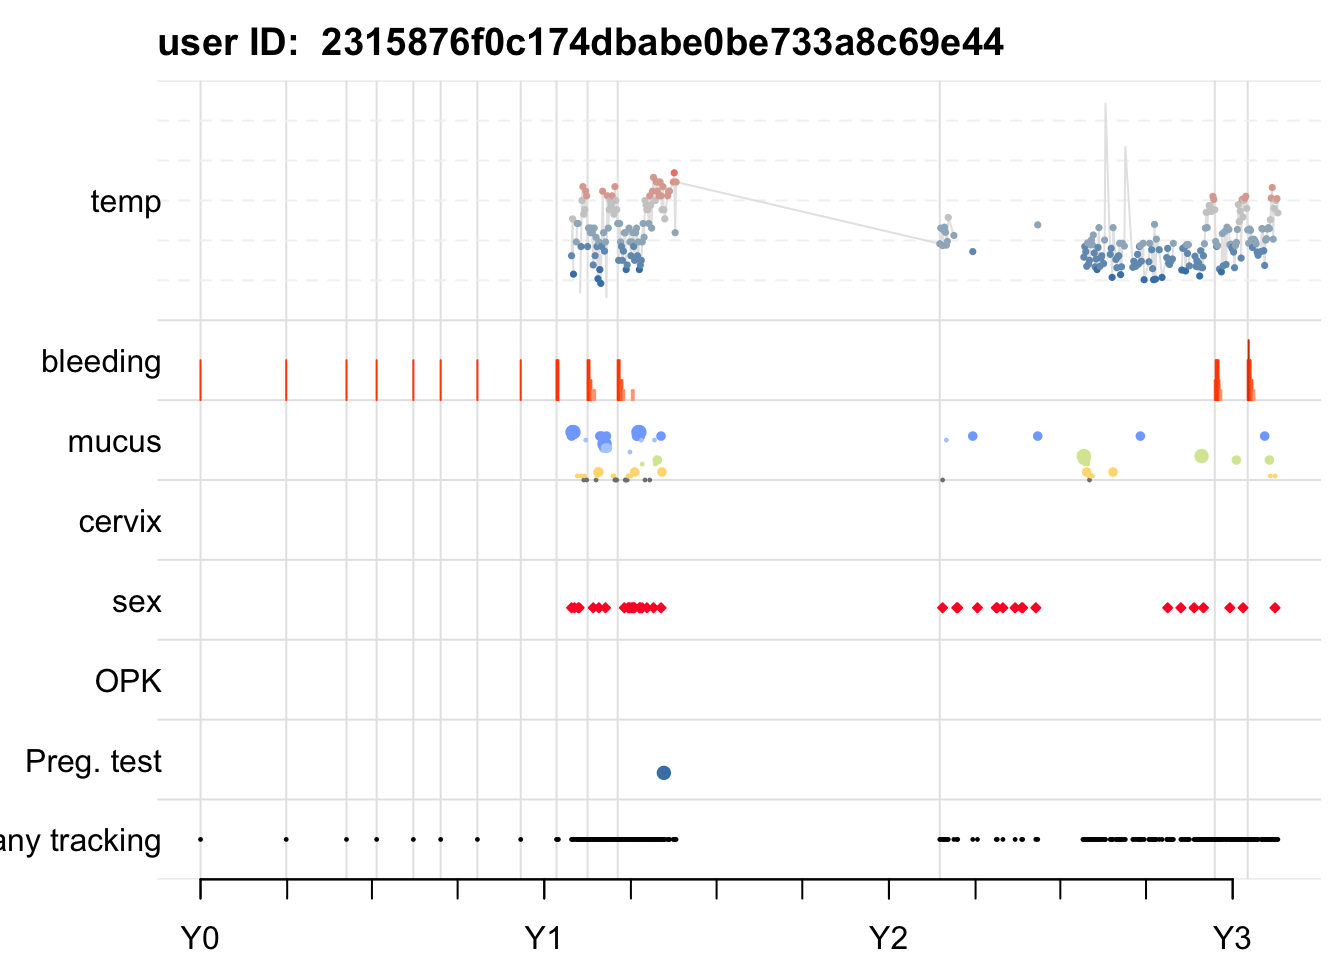 user ID:  2315876f0c174dbabe0be733a8c69e44
temp
bleeding
mucus
cervix
sex
OPK
Preg. test
any tracking
Y0 Y1 Y2 Y3